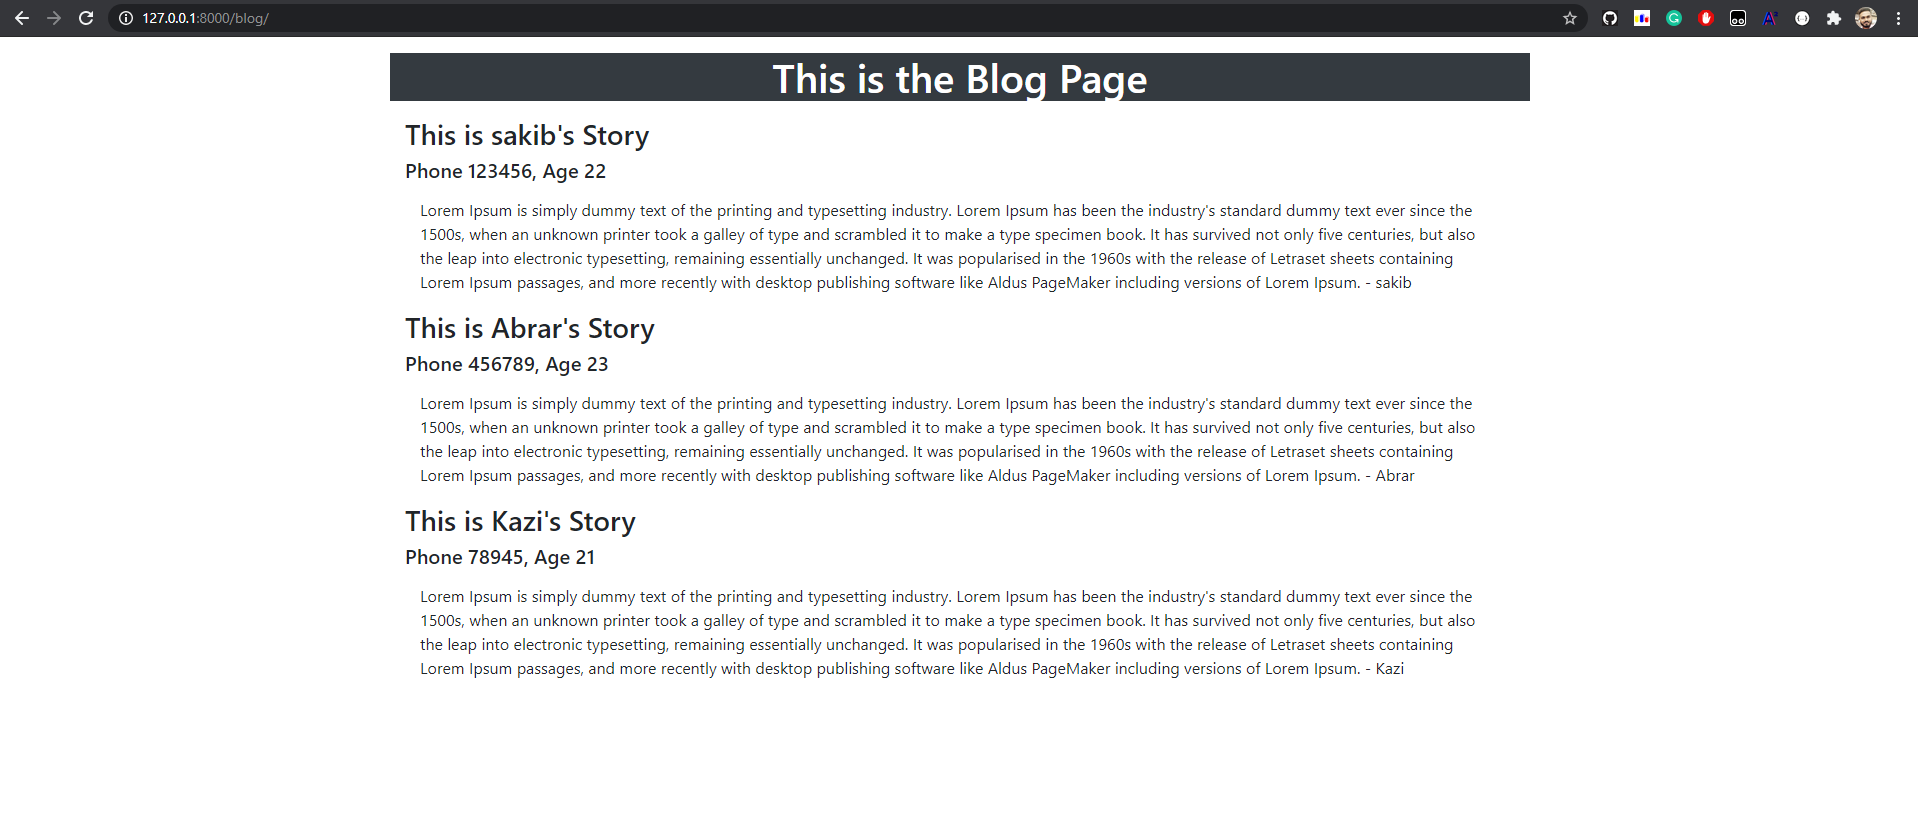 127.0.0.1:8000/blog/
This is the Blog Page
This is sakib's Story
Phone 123456, Age 22
Lorem Ipsum is simply dummy text of the printing and typesetting industry. Lorem Ipsum has been the industry's standard dummy text ever since the
1500s, when an unknown printer took a galley of type and scrambled it to make a type specimen book. It has survived not only five centuries, but also
the leap into electronic typesetting, remaining essentially unchanged. It was popularised in the 1960s with the release of Letraset sheets containing
Lorem Ipsum passages, and more recently with desktop publishing software like Aldus PageMaker including versions of Lorem Ipsum. - sakib
This is Abrar's Story
Phone 456789, Age 23
Lorem Ipsum is simply dummy text of the printing and typesetting industry. Lorem Ipsum has been the industry's standard dummy text ever since the
1500s, when an unknown printer took a galley of type and scrambled it to make a type specimen book. It has survived not only five centuries, but also
the leap into electronic typesetting, remaining essentially unchanged. It was popularised in the 1960s with the release of Letraset sheets containing
Lorem Ipsum passages, and more recently with desktop publishing software like Aldus PageMaker including versions of Lorem Ipsum. - Abrar
This is Kazi's Story
Phone 78945, Age 21
Lorem Ipsum is simply dummy text of the printing and typesetting industry. Lorem Ipsum has been the industry's standard dummy text ever since the
1500s, when an unknown printer took a galley of type and scrambled it to make a type specimen book. It has survived not only five centuries, but also
the leap into electronic typesetting, remaining essentially unchanged. It was popularised in the 1960s with the release of Letraset sheets containing
Lorem Ipsum passages, and more recently with desktop publishing software like Aldus PageMaker including versions of Lorem Ipsum. - Kazi